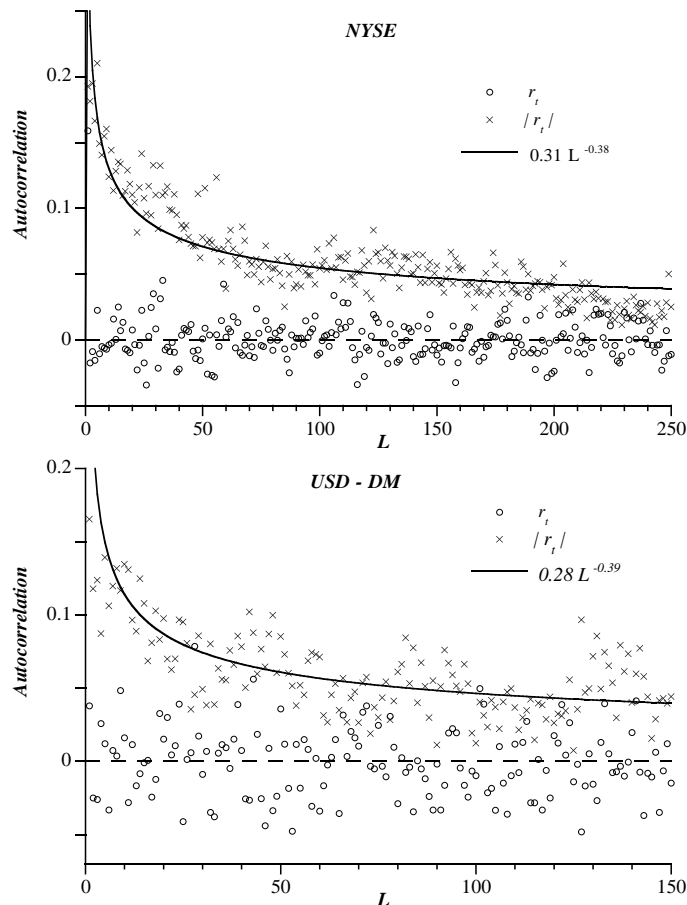 NYSE
0.2
r_t
| r_t |
0.31 L^-0.38
Autocorrelation
0.1
0
0 50 100 150 200 250
L
0.2
USD - DM
r_t
| r_t |
0.28 L^-0.39
Autocorrelation
0.1
0
0 50 100 150
L